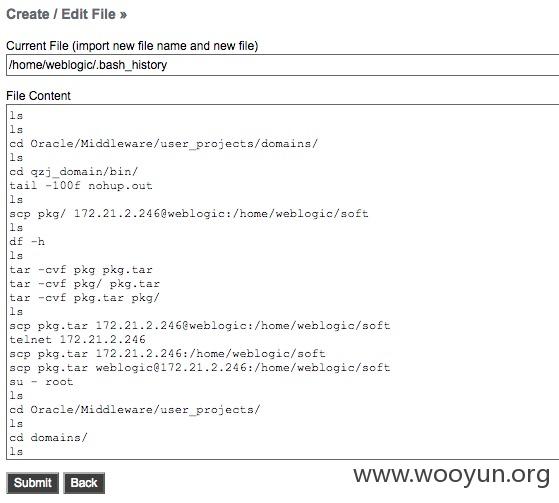 Create / Edit File »
Current File (import new file name and new file)
/home/weblogic/.bash_history
File Content
ls
ls
cd Oracle/Middleware/user_projects/domains/
ls
cd qzj_domain/bin/
tail -100f nohup.out
ls
scp pkg/ 172.21.2.246@weblogic:/home/weblogic/soft
ls
df -h
ls
tar -cvf pkg pkg.tar
tar -cvf pkg/ pkg.tar
tar -cvf pkg.tar pkg/
ls
scp pkg.tar 172.21.2.246@weblogic:/home/weblogic/soft
telnet 172.21.2.246
scp pkg.tar 172.21.2.246:/home/weblogic/soft
scp pkg.tar weblogic@172.21.2.246:/home/weblogic/soft
su - root
ls
cd Oracle/Middleware/user_projects/
ls
cd domains/
ls
Submit Back
www.wooyun.org